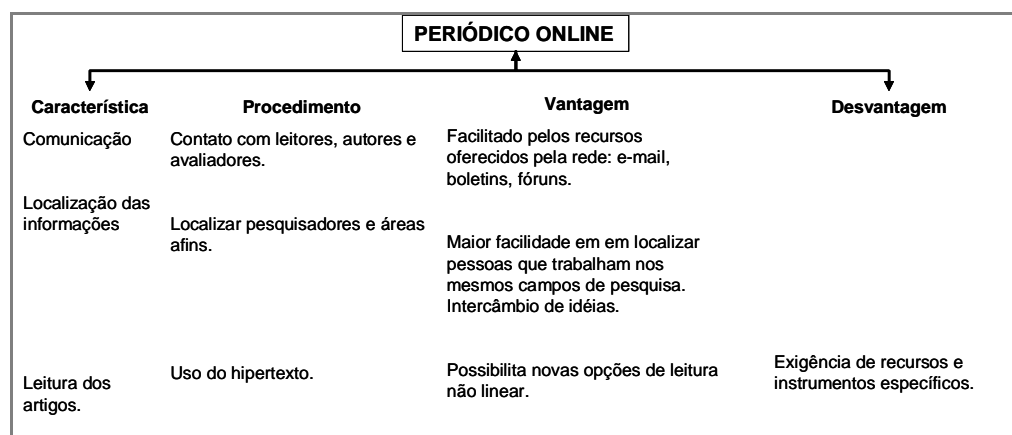 PERIÓDICO ONLINE
Característica
Procedimento
Vantagem
Desvantagem
Comunicação
Contato com leitores, autores e
avaliadores.
Facilitado pelos recursos
oferecidos pela rede: e-mail,
boletins, fóruns.
Localização das
informações
Localizar pesquisadores e áreas
afins.
Maior facilidade em em localizar
pessoas que trabalham nos
mesmos campos de pesquisa.
Intercâmbio de idéias.
Leitura dos
artigos.
Uso do hipertexto.
Possibilita novas opções de leitura
não linear.
Exigência de recursos e
instrumentos específicos.